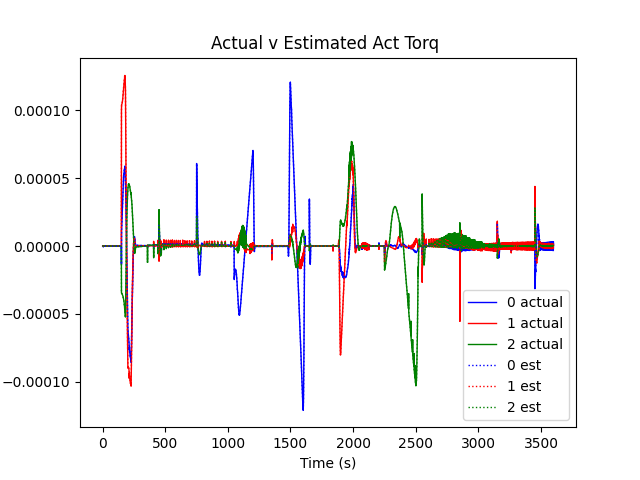 Actual v Estimated Act Torq
0.00010
0.00005
0.00000
−0.00005
−0.00010
0 actual
1 actual
2 actual
0 est
1 est
2 est
0 500 1000 1500 2000 2500 3000 3500
Time (s)